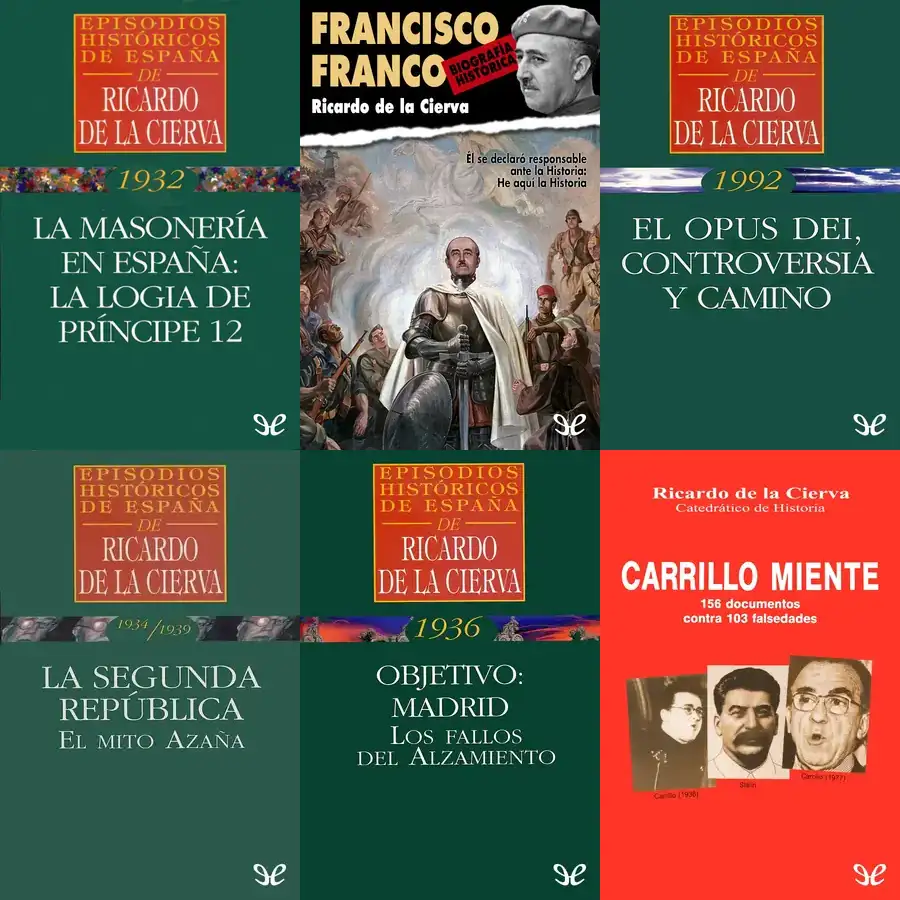 EPISODIOS
HISTÓRICOS
DE ESPAÑA
DE
RICARDO
DE LA CIERVA
1932
LA MASONERÍA
EN ESPAÑA:
LA LOGIA DE
PRÍNCIPE 12
FRANCISCO
FRANCO
BIOGRAFÍA
HISTÓRICA
Ricardo de la Cierva
Él se declaró responsable
ante la Historia:
He aquí la Historia
EPISODIOS
HISTÓRICOS
DE ESPAÑA
DE
RICARDO
DE LA CIERVA
1992
EL OPUS DEI,
CONTROVERSIA
Y CAMINO
EPISODIOS
HISTÓRICOS
DE ESPAÑA
DE
RICARDO
DE LA CIERVA
1934/1939
LA SEGUNDA
REPÚBLICA
EL MITO AZAÑA
EPISODIOS
HISTÓRICOS
DE ESPAÑA
DE
RICARDO
DE LA CIERVA
1936
OBJETIVO:
MADRID
LOS FALLOS
DEL ALZAMIENTO
Ricardo de la Cierva
Catedrático de Historia
CARRILLO MIENTE
156 documentos
contra 103 falsedades
Carrillo (1936)
Stalin
Carrillo (1977)